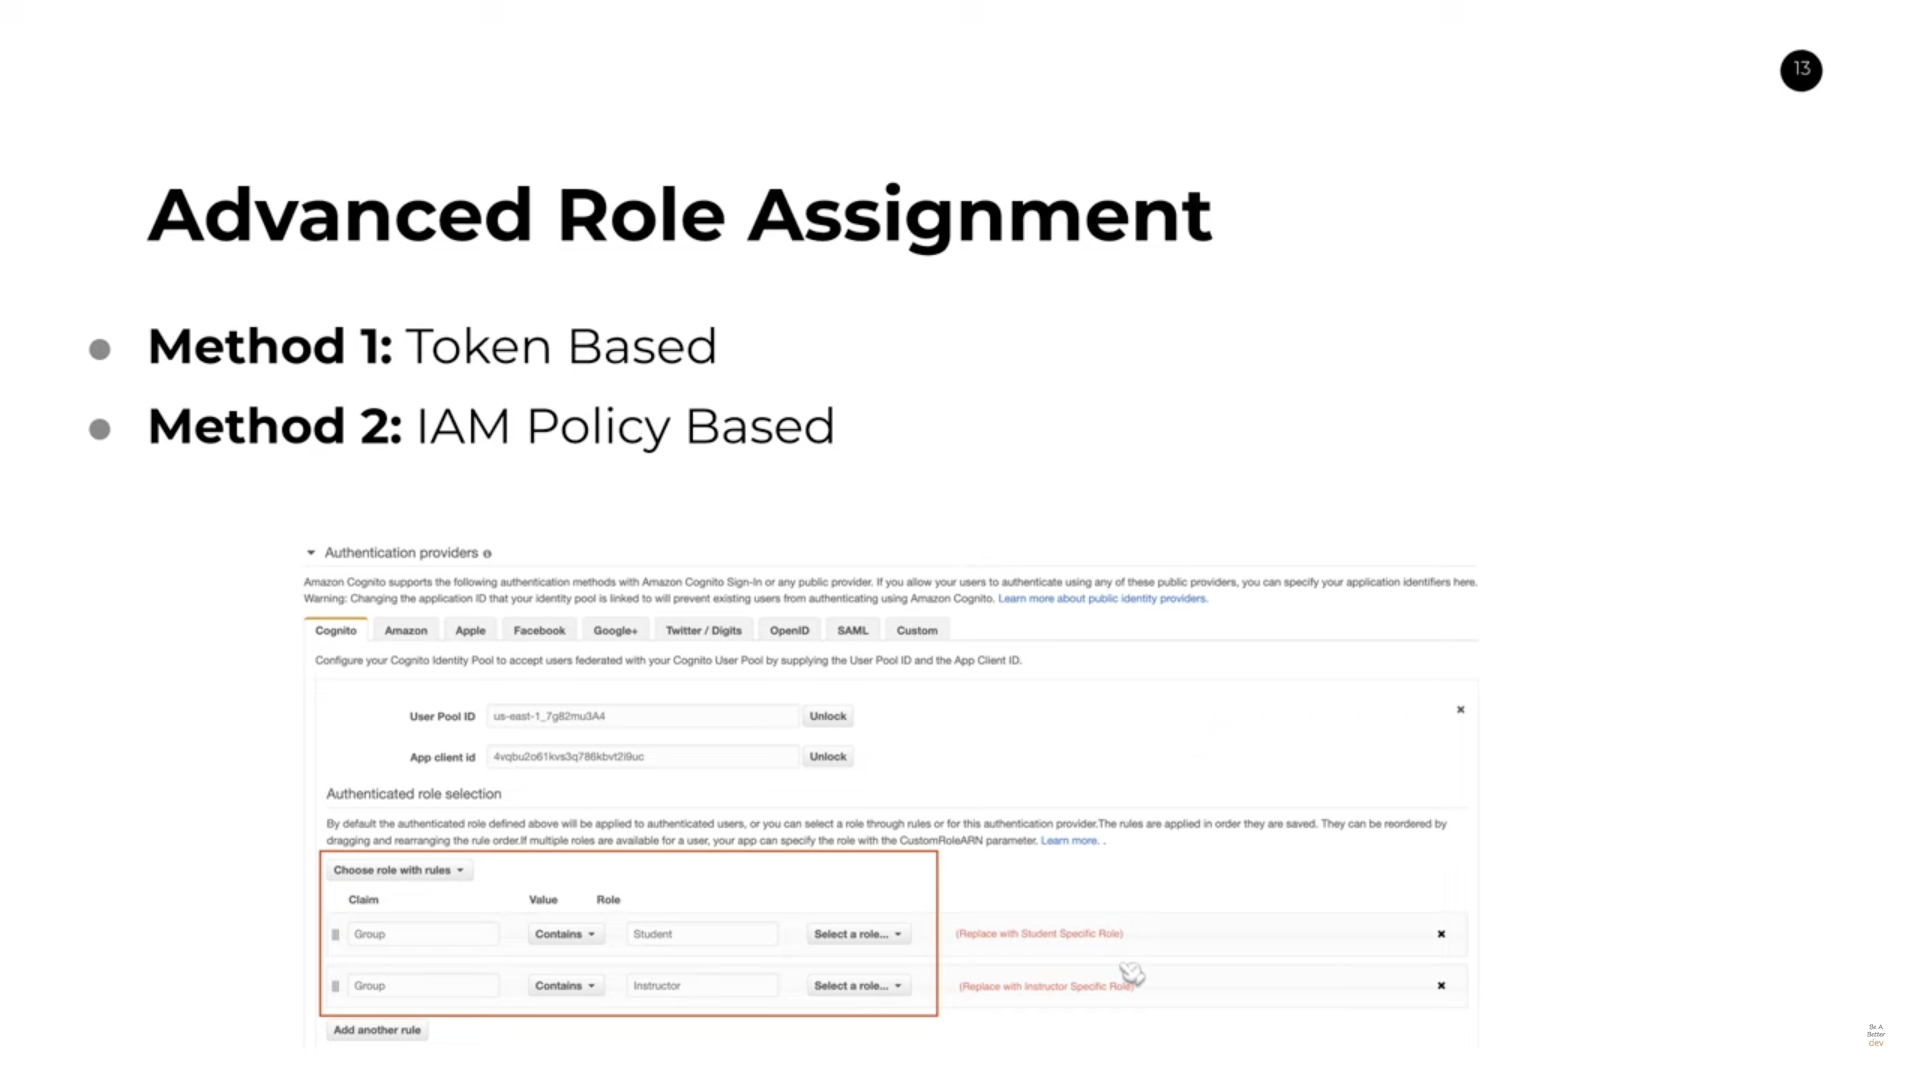 13
Advanced Role Assignment
Method 1: Token Based
Method 2: IAM Policy Based
Authentication providers
Amazon Cognito supports the following authentication methods with Amazon Cognito Sign-In or any public provider. If you allow your users to authenticate using any of these public providers, you can specify your application identifiers here.
Warning: Changing the application ID that your identity pool is linked to will prevent existing users from authenticating using Amazon Cognito. Learn more about public identity providers.
Cognito Amazon Apple Facebook Google+ Twitter / Digits OpenID SAML Custom
Configure your Cognito Identity Pool to accept users federated with your Cognito User Pool by supplying the User Pool ID and the App Client ID.
User Pool ID us-east-1_7g82mu3A4 Unlock
App client id 4vqbu2o61kvs3q786kbvt2l9uc Unlock
Authenticated role selection
By default the authenticated role defined above will be applied to authenticated users, or you can select a role through rules or for this authentication provider.The rules are applied in order they are saved. They can be reordered by
dragging and rearranging the rule order.If multiple roles are available for a user, your app can specify the role with the CustomRoleARN parameter. Learn more. .
Choose role with rules
Claim Value Role
Group Contains Student Select a role... (Replace with Student Specific Role)
Group Contains Instructor Select a role... (Replace with Instructor Specific Role)
Add another rule
Be A
Better
dev